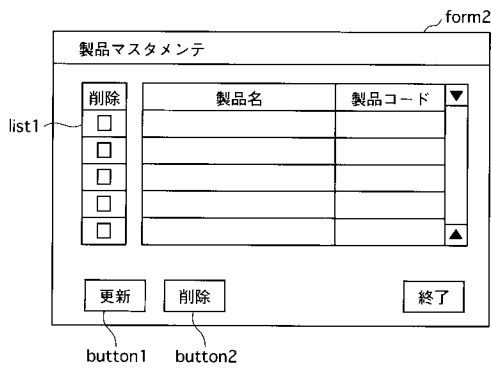 form2
製品マスタメンテ
削除 製品名 製品コード ▼
list1
▲
更新 削除 終了
button1 button2